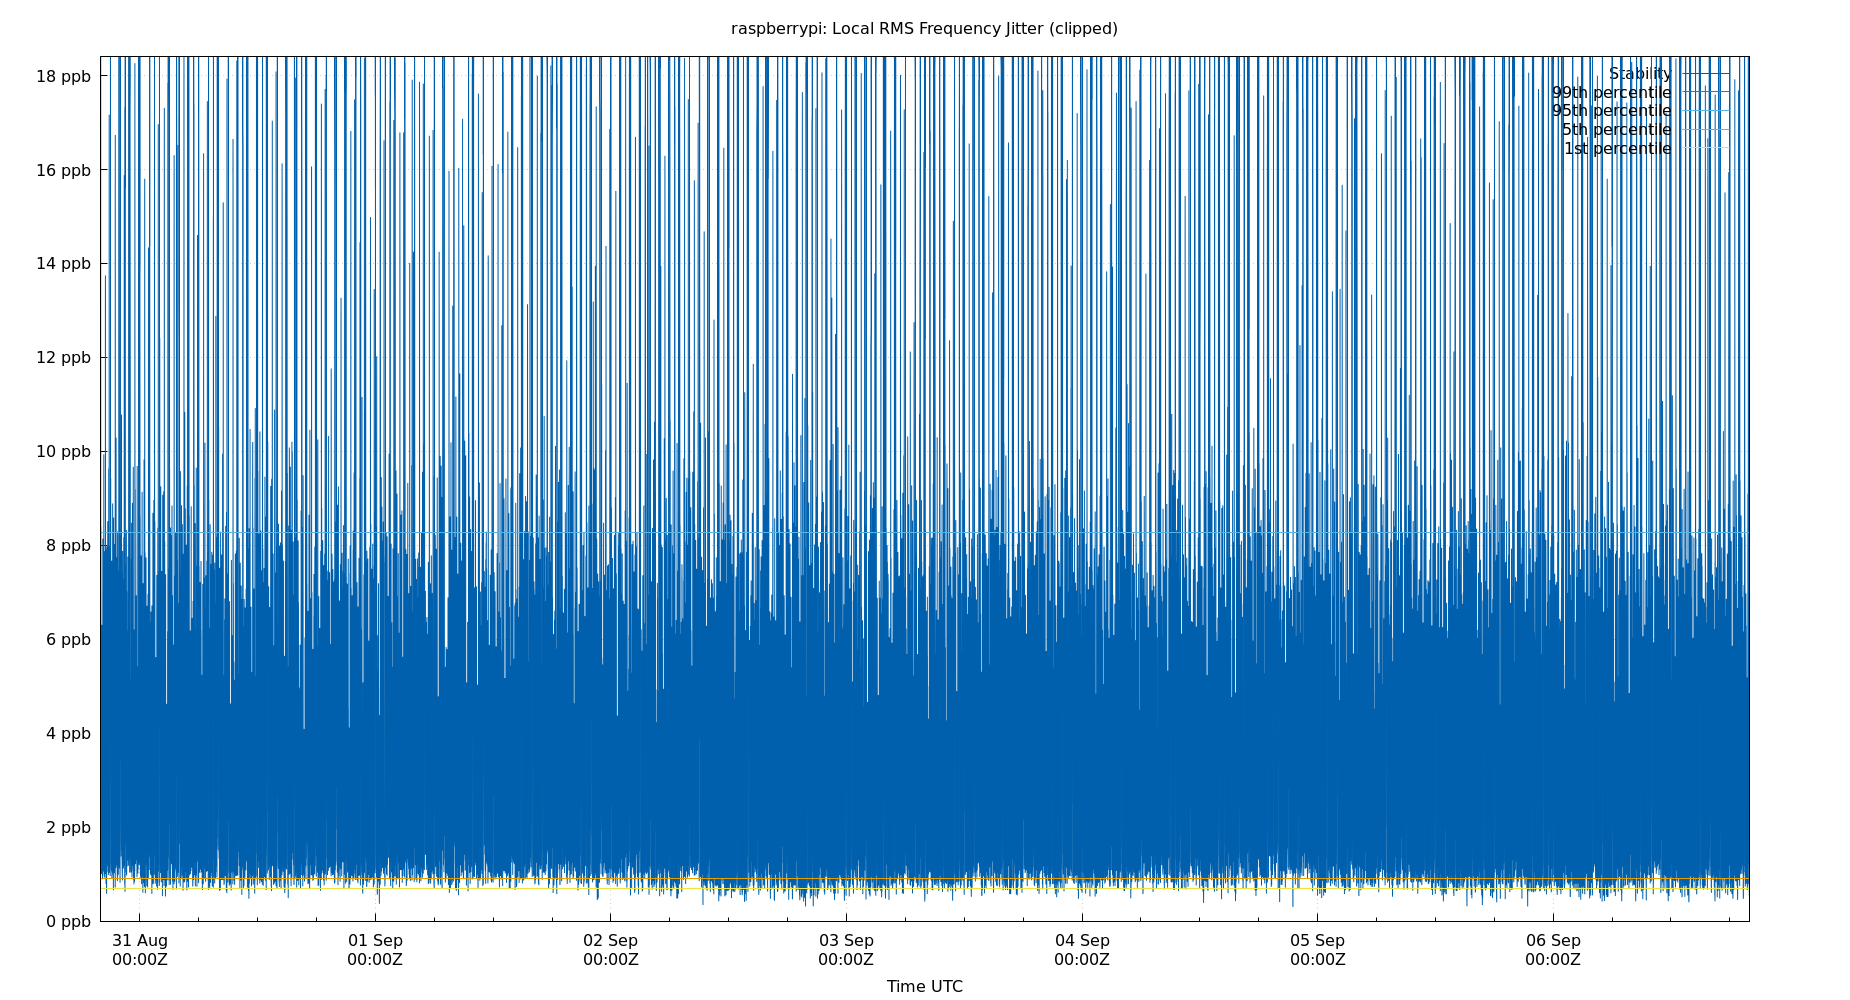 raspberrypi: Local RMS Frequency Jitter (clipped)
18 ppb
16 ppb
14 ppb
12 ppb
10 ppb
8 ppb
6 ppb
4 ppb
2 ppb
0 ppb
Stability
99th percentile
95th percentile
5th percentile
1st percentile
31 Aug
00:00Z
01 Sep
00:00Z
02 Sep
00:00Z
03 Sep
00:00Z
04 Sep
00:00Z
05 Sep
00:00Z
06 Sep
00:00Z
Time UTC